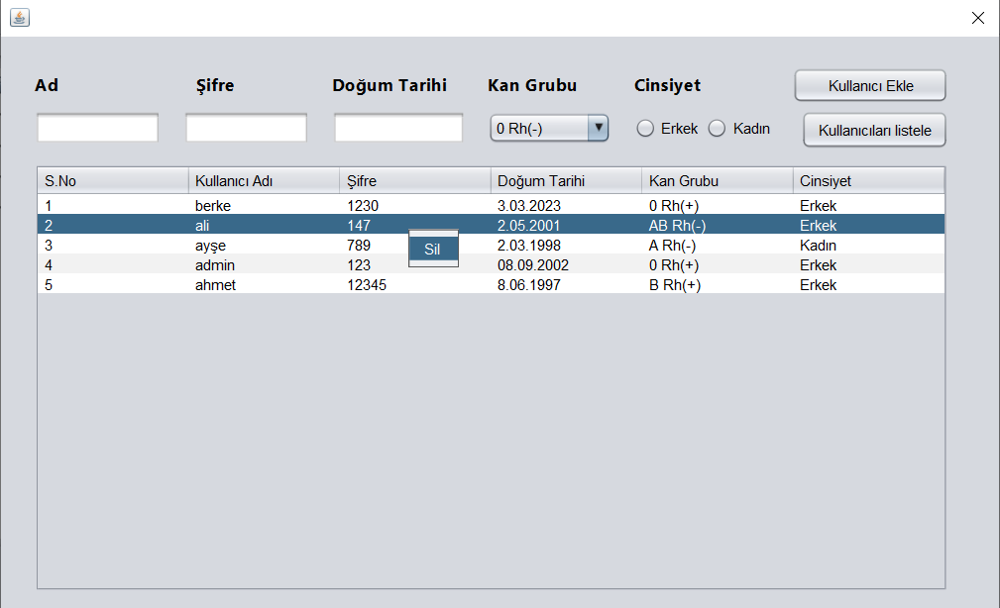 Ad Şifre Doğum Tarihi Kan Grubu Cinsiyet Kullanıcı Ekle
0 Rh(-) Erkek Kadın Kullanıcıları listele
S.No Kullanıcı Adı Şifre Doğum Tarihi Kan Grubu Cinsiyet
1 berke 1230 3.03.2023 0 Rh(+) Erkek
2 ali 147 2.05.2001 AB Rh(-) Erkek
3 ayşe 789 2.03.1998 A Rh(-) Kadın
Sil
4 admin 123 08.09.2002 0 Rh(+) Erkek
5 ahmet 12345 8.06.1997 B Rh(+) Erkek